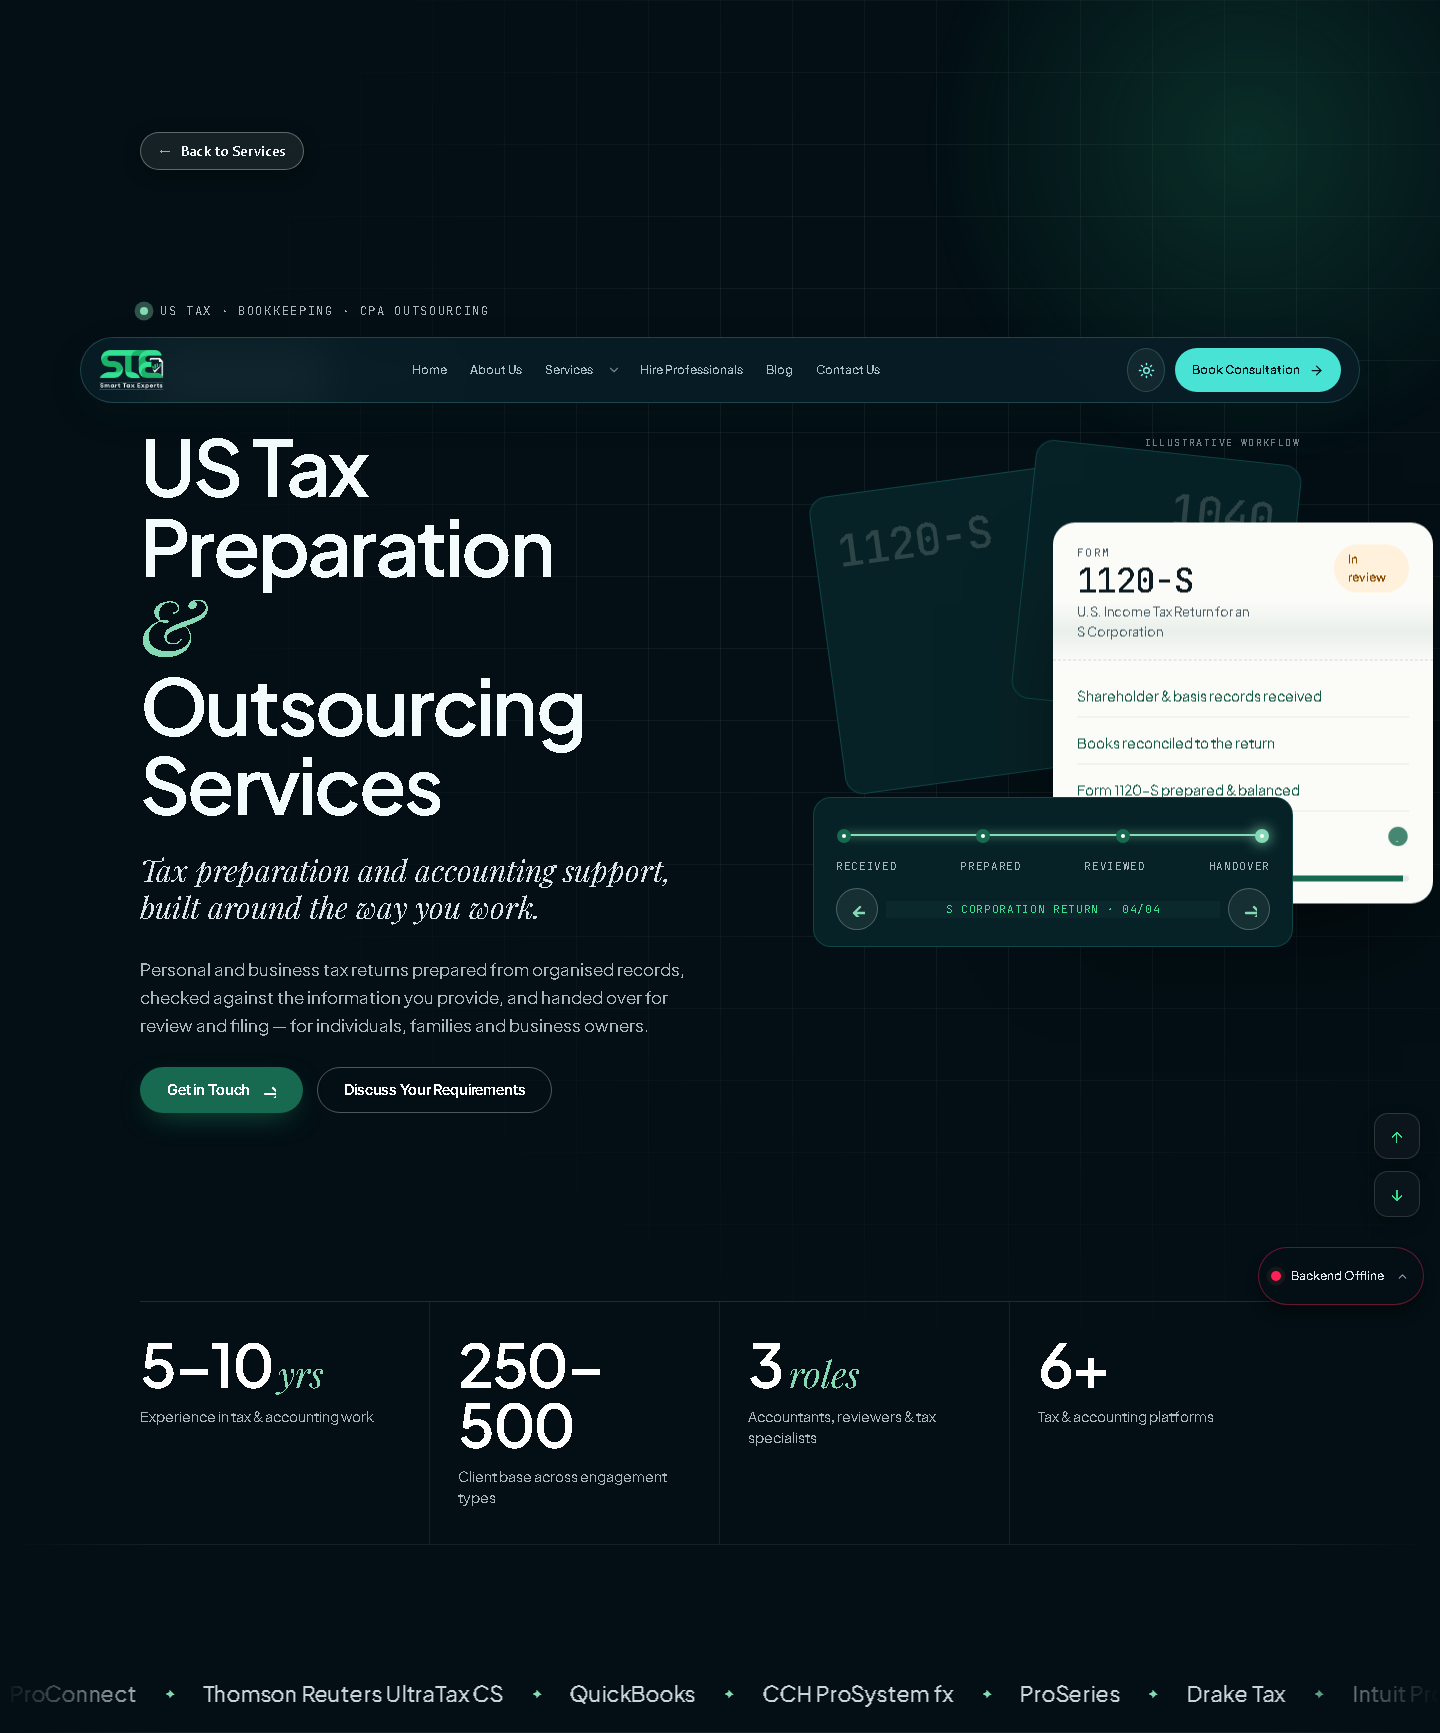 ← Back to Services
US TAX · BOOKKEEPING · CPA OUTSOURCING
STE
Smart Tax Experts
Home
About Us
Services
Hire Professionals
Blog
Contact Us
Book Consultation →
US Tax
Preparation
&
Outsourcing
Services
Tax preparation and accounting support,
built around the way you work.
Personal and business tax returns prepared from organised records,
checked against the information you provide, and handed over for
review and filing — for individuals, families and business owners.
Get in Touch
Discuss Your Requirements
ILLUSTRATIVE WORKFLOW
1120-S
1040
FORM
1120-S
In
review
U.S. Income Tax Return for an
S Corporation
Shareholder & basis records received
Books reconciled to the return
Form 1120-S prepared & balanced
RECEIVED
PREPARED
REVIEWED
HANDOVER
S CORPORATION RETURN · 04/04
Backend Offline
5–10 yrs
Experience in tax & accounting work
250–
500
Client base across engagement
types
3 roles
Accountants, reviewers & tax
specialists
6+
Tax & accounting platforms
ProConnect ✦ Thomson Reuters UltraTax CS ✦ QuickBooks ✦ CCH ProSystem fx ✦ ProSeries ✦ Drake Tax ✦ Intuit Pr